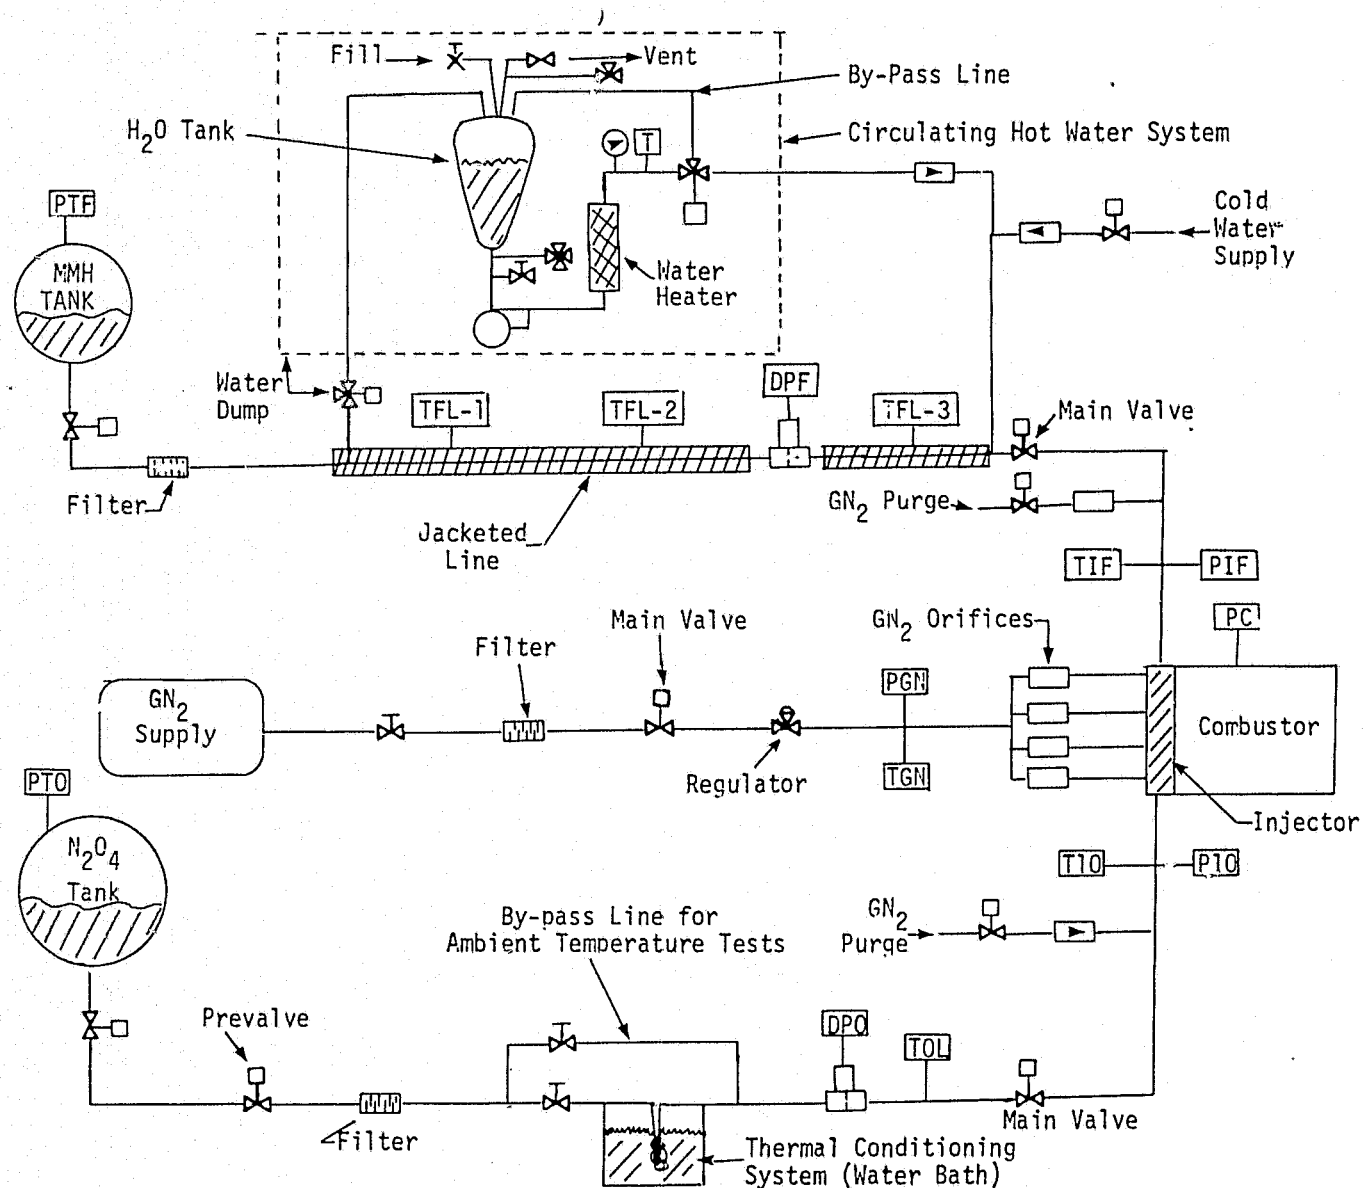 Fill
Vent
By-Pass Line
H2O Tank
Circulating Hot Water System
T
PTF
Cold
Water
Supply
MMH
TANK
Water
Heater
Water
Dump
DPF
TFL-1
TFL-2
TFL-3
Main Valve
Filter
GN2 Purge
Jacketed
Line
TIF
PIF
Main Valve
GN2 Orifices
PC
Filter
GN2
Supply
PGN
Combustor
Regulator
TGN
PTO
Injector
N2O4
Tank
TIO
PIO
By-pass Line for
Ambient Temperature Tests
GN2
Purge
Prevalve
DPO
TOL
Main Valve
Filter
Thermal Conditioning
System (Water Bath)